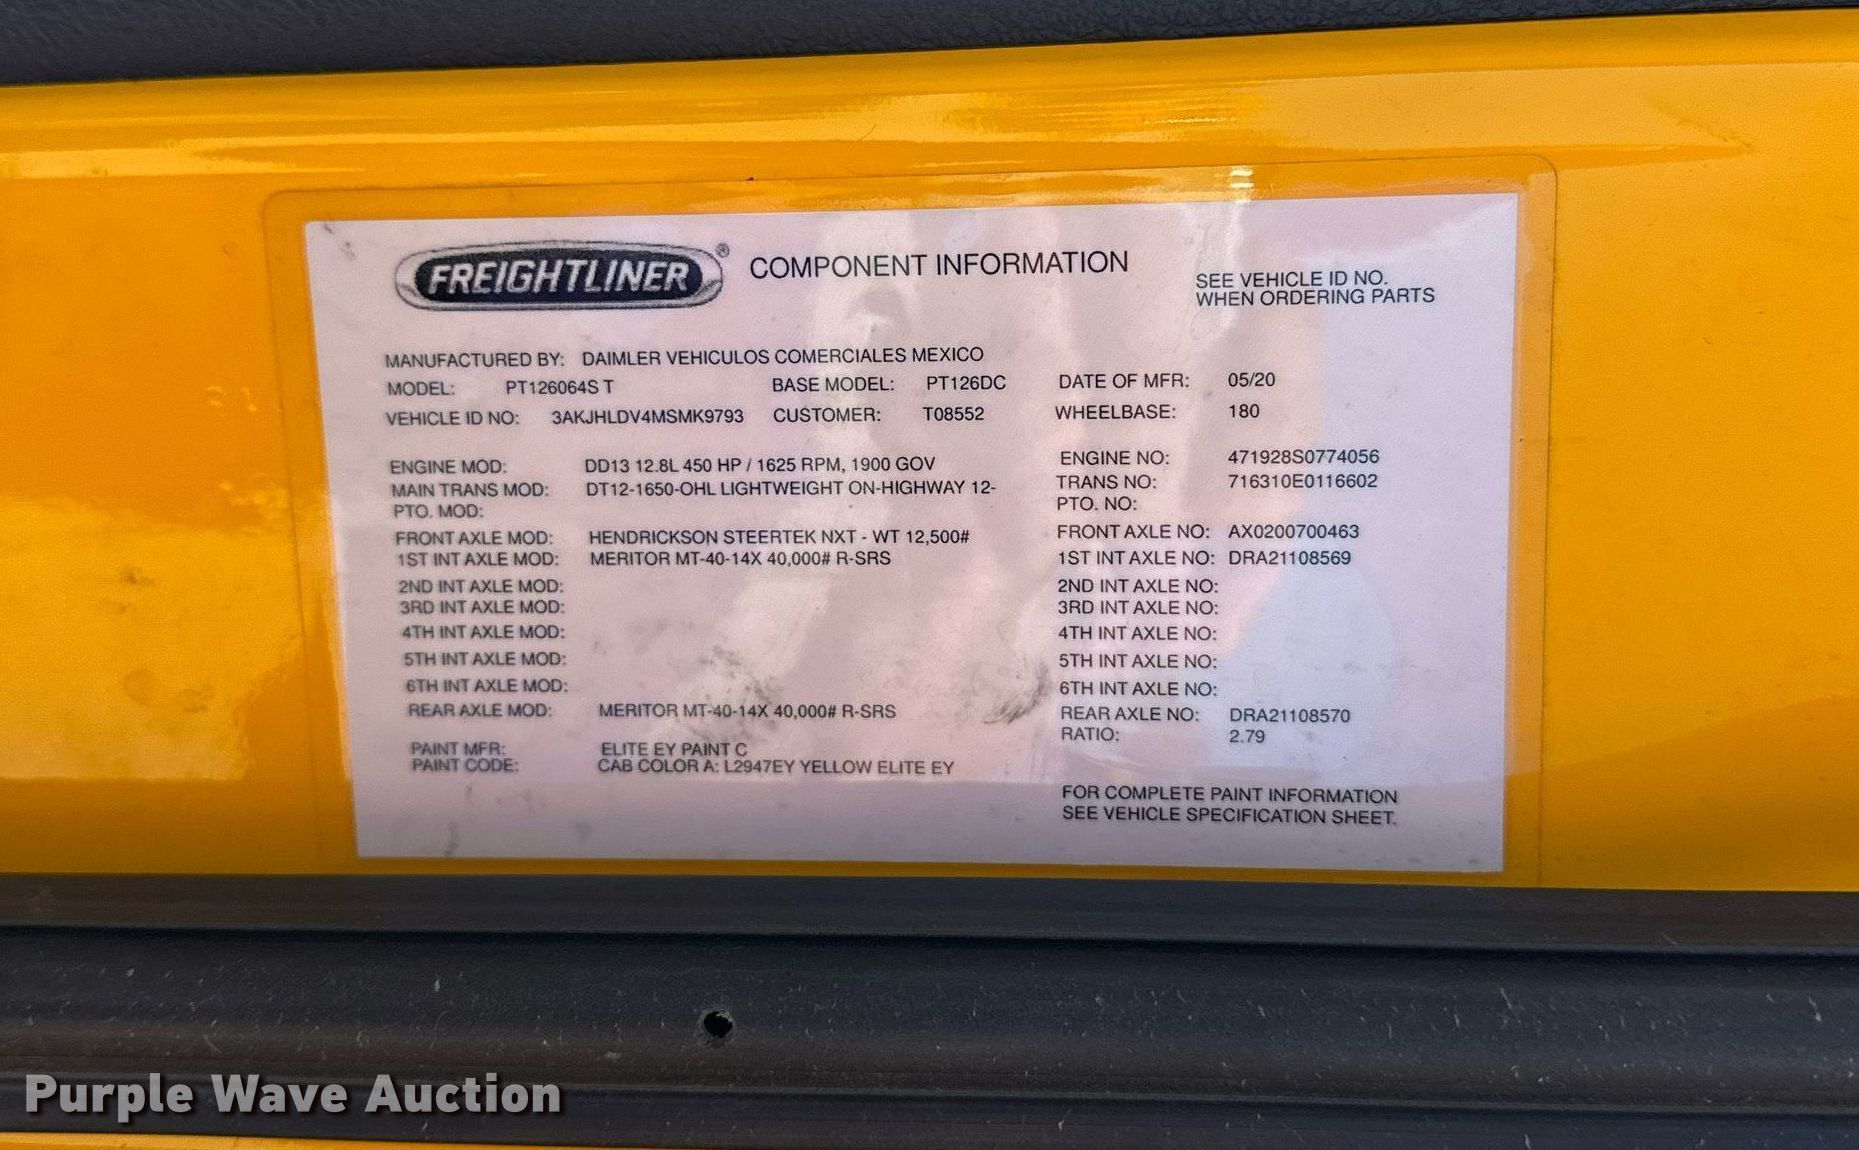 FREIGHTLINER® COMPONENT INFORMATION
SEE VEHICLE ID NO.
WHEN ORDERING PARTS
MANUFACTURED BY: DAIMLER VEHICULOS COMERCIALES MEXICO
MODEL: PT126064S T BASE MODEL: PT126DC DATE OF MFR: 05/20
VEHICLE ID NO: 3AKJHLDV4MSMK9793 CUSTOMER: T08552 WHEELBASE: 180
ENGINE MOD: DD13 12.8L 450 HP / 1625 RPM, 1900 GOV ENGINE NO: 471928S0774056
MAIN TRANS MOD: DT12-1650-OHL LIGHTWEIGHT ON-HIGHWAY 12- TRANS NO: 716310E0116602
PTO. MOD: PTO. NO:
FRONT AXLE MOD: HENDRICKSON STEERTEK NXT - WT 12,500# FRONT AXLE NO: AX0200700463
1ST INT AXLE MOD: MERITOR MT-40-14X 40,000# R-SRS 1ST INT AXLE NO: DRA21108569
2ND INT AXLE MOD: 2ND INT AXLE NO:
3RD INT AXLE MOD: 3RD INT AXLE NO:
4TH INT AXLE MOD: 4TH INT AXLE NO:
5TH INT AXLE MOD: 5TH INT AXLE NO:
6TH INT AXLE MOD: 6TH INT AXLE NO:
REAR AXLE MOD: MERITOR MT-40-14X 40,000# R-SRS REAR AXLE NO: DRA21108570
RATIO: 2.79
PAINT MFR: ELITE EY PAINT C
PAINT CODE: CAB COLOR A: L2947EY YELLOW ELITE EY
FOR COMPLETE PAINT INFORMATION
SEE VEHICLE SPECIFICATION SHEET.
Purple Wave Auction